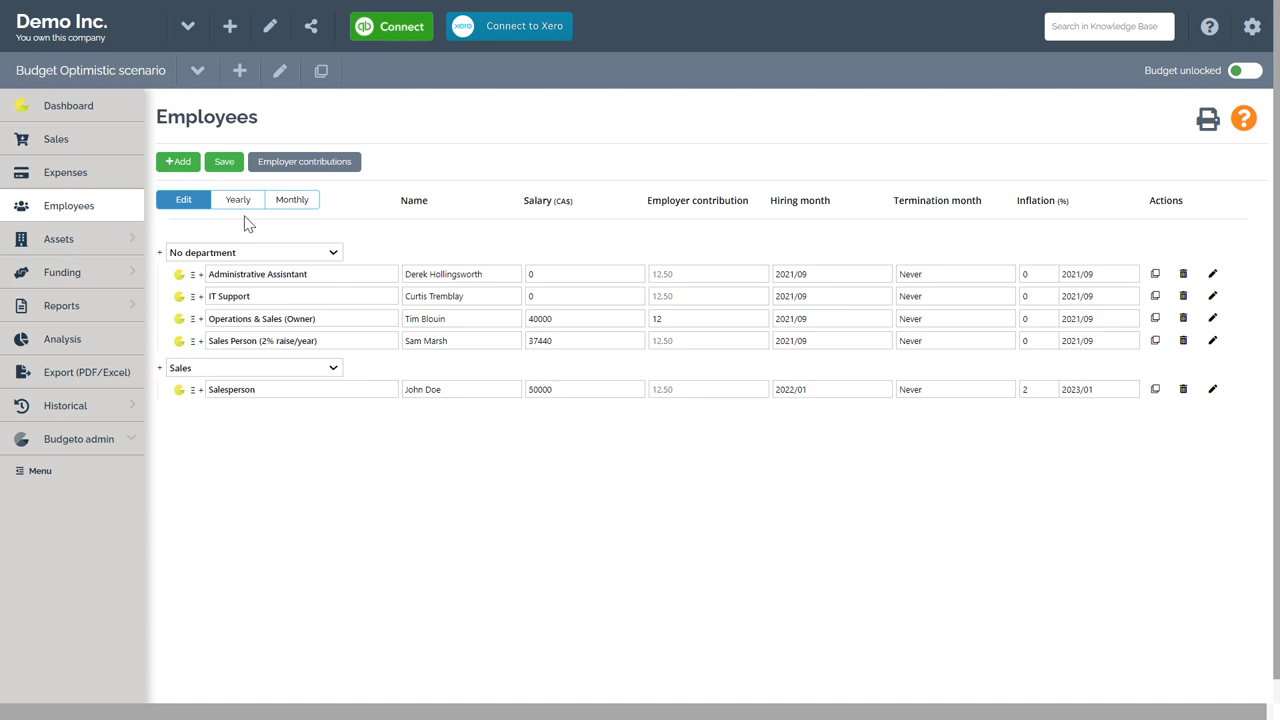 Demo Inc.
You own this company
qb Connect
xero Connect to Xero
Search in Knowledge Base
?
Budget Optimistic scenario
Budget unlocked
Dashboard
Sales
Expenses
Employees
Assets
Funding
Reports
Analysis
Export (PDF/Excel)
Historical
Budgeto admin
Menu
Employees
?
+Add Save Employer contributions
Edit Yearly Monthly Name Salary (CA$) Employer contribution Hiring month Termination month Inflation (%) Actions
+ No department
+ Administrative Assisntant Derek Hollingsworth 0 12.50 2021/09 Never 0 2021/09
+ IT Support Curtis Tremblay 0 12.50 2021/09 Never 0 2021/09
+ Operations & Sales (Owner) Tim Blouin 40000 12 2021/09 Never 0 2021/09
+ Sales Person (2% raise/year) Sam Marsh 37440 12.50 2021/09 Never 0 2021/09
+ Sales
+ Salesperson John Doe 50000 12.50 2022/01 Never 2 2023/01